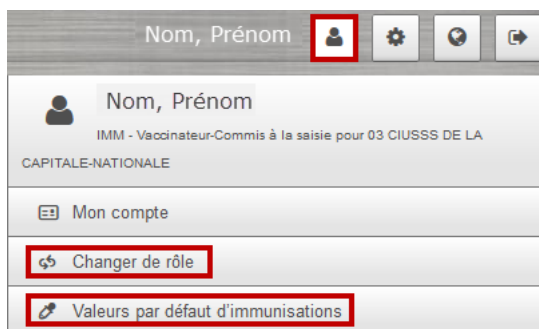 Nom, Prénom
Nom, Prénom
IMM - Vaccinateur-Commis à la saisie pour 03 CIUSSS DE LA
CAPITALE-NATIONALE
Mon compte
Changer de rôle
Valeurs par défaut d'immunisations